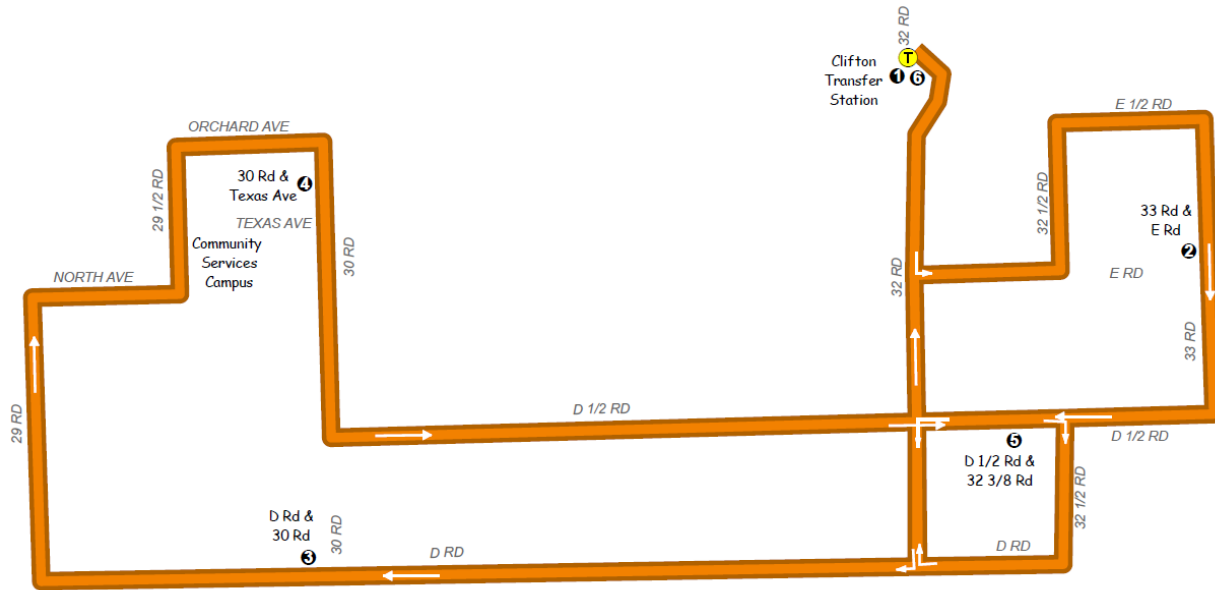 32 RD
T
Clifton
Transfer
Station
1 6
ORCHARD AVE
E 1/2 RD
29 1/2 RD
30 Rd &
Texas Ave
4
TEXAS AVE
Community
Services
Campus
30 RD
NORTH AVE
32 RD
32 1/2 RD
33 Rd &
E Rd
2
E RD
33 RD
29 RD
D 1/2 RD
D 1/2 RD
5
D 1/2 Rd &
32 3/8 Rd
32 1/2 RD
D Rd &
30 Rd
3
30 RD
D RD
D RD